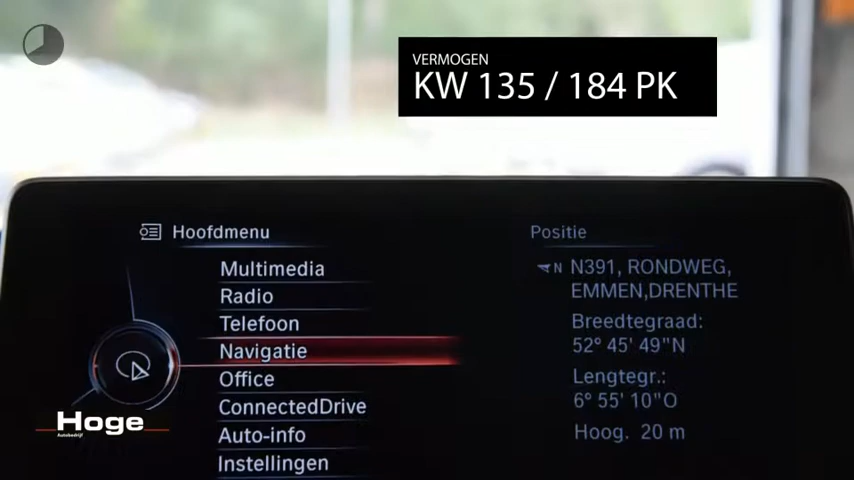 VERMOGEN
KW 135 / 184 PK
Hoofdmenu
Multimedia
Radio
Telefoon
Navigatie
Office
ConnectedDrive
Auto-info
Instellingen
Positie
N N391, RONDWEG,
EMMEN,DRENTHE
Breedtegraad:
52° 45' 49"N
Lengtegr.:
6° 55' 10"O
Hoog. 20 m
Hoge
Autobedrijf